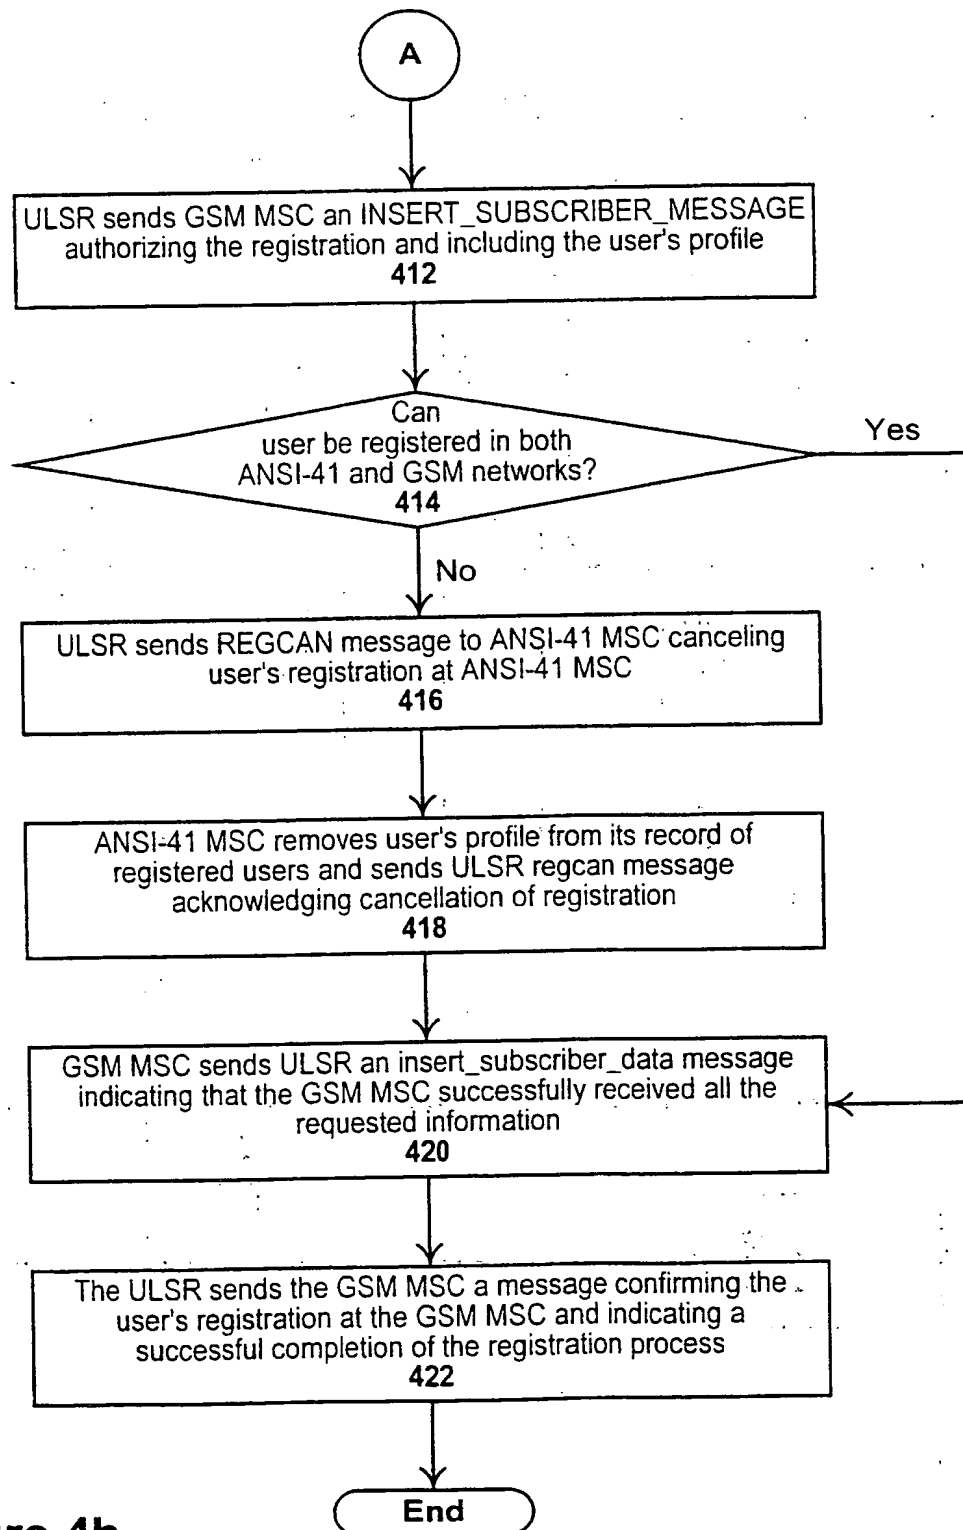 A
ULSR sends GSM MSC an INSERT_SUBSCRIBER_MESSAGE
authorizing the registration and including the user's profile
412
Can
user be registered in both
ANSI-41 and GSM networks?
414
Yes
No
ULSR sends REGCAN message to ANSI-41 MSC canceling
user's registration at ANSI-41 MSC
416
ANSI-41 MSC removes user's profile from its record of
registered users and sends ULSR regcan message
acknowledging cancellation of registration
418
GSM MSC sends ULSR an insert_subscriber_data message
indicating that the GSM MSC successfully received all the
requested information
420
The ULSR sends the GSM MSC a message confirming the
user's registration at the GSM MSC and indicating a
successful completion of the registration process
422
End